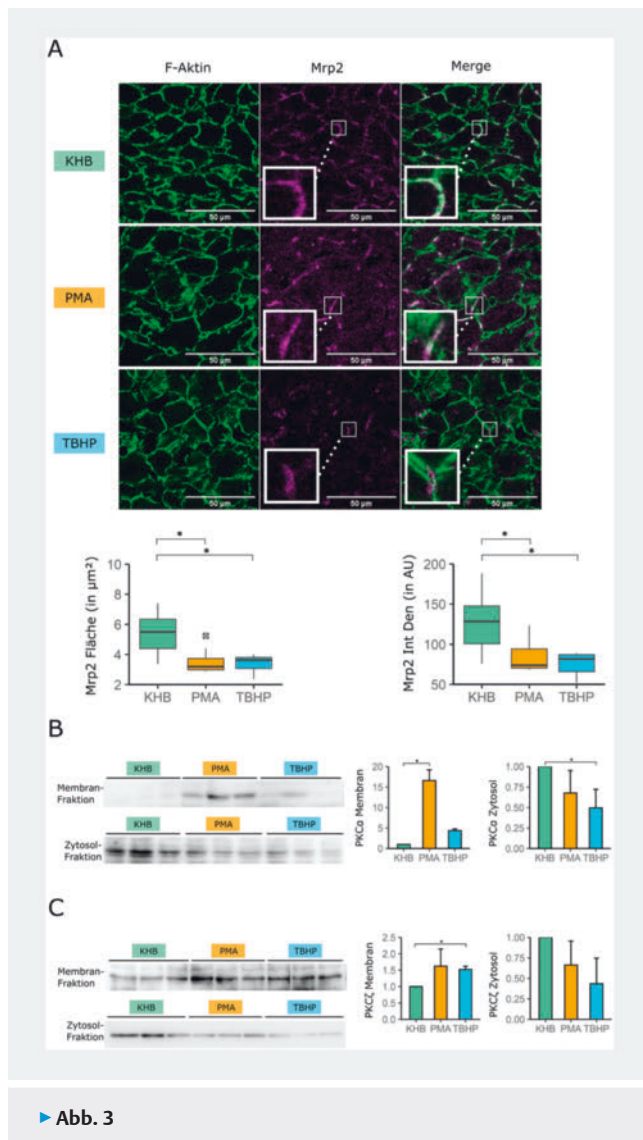 A
F-Aktin Mrp2 Merge
KHB
50 µm 50 µm 50 µm
PMA
50 µm 50 µm 50 µm
TBHP
50 µm 50 µm 50 µm
Mrp2 Fläche (in µm²)
10
8
6
4
2
*
*
KHB PMA TBHP
Mrp2 Int Den (in AU)
200
150
100
50
*
*
KHB PMA TBHP
B
KHB PMA TBHP
Membran-
Fraktion
KHB PMA TBHP
Zytosol-
Fraktion
PKCα Membran
20
15
10
5
0
*
KHB PMA TBHP
PKCα Zytosol
1.00
0.75
0.50
0.25
0.00
*
KHB PMA TBHP
C
KHB PMA TBHP
Membran-
Fraktion
KHB PMA TBHP
Zytosol-
Fraktion
PKCζ Membran
2.5
2.0
1.5
1.0
0.5
0.0
*
KHB PMA TBHP
PKCζ Zytosol
1.00
0.75
0.50
0.25
0.00
KHB PMA TBHP
▶ Abb. 3